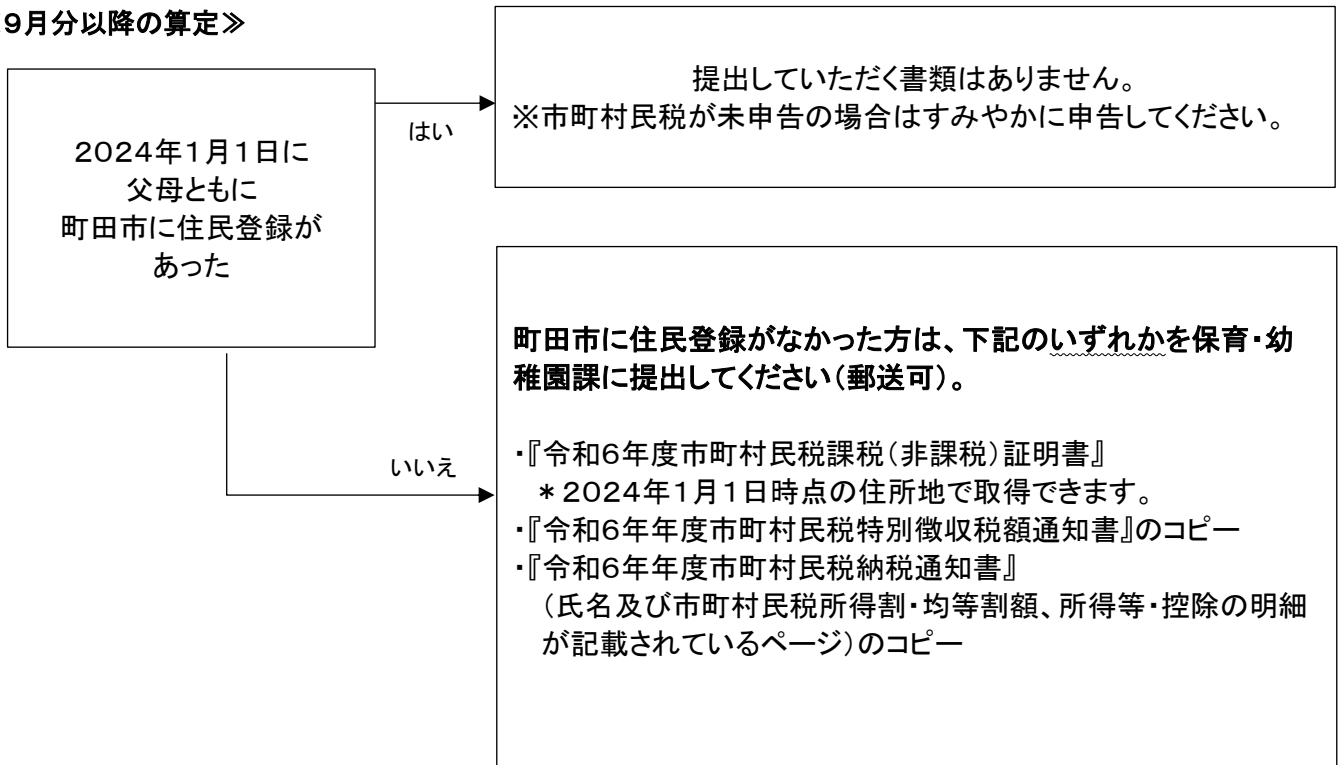 ９月分以降の算定≫
提出していただく書類はありません。
※市町村民税が未申告の場合はすみやかに申告してください。
はい
２０２４年１月１日に
父母ともに
町田市に住民登録が
あった
町田市に住民登録がなかった方は、下記のいずれかを保育・幼
稚園課に提出してください（郵送可）。
・『令和６年度市町村民税課税（非課税）証明書』
＊２０２４年１月１日時点の住所地で取得できます。
・『令和６年年度市町村民税特別徴収税額通知書』のコピー
・『令和６年年度市町村民税納税通知書』
（氏名及び市町村民税所得割・均等割額、所得等・控除の明細
が記載されているページ）のコピー
いいえ